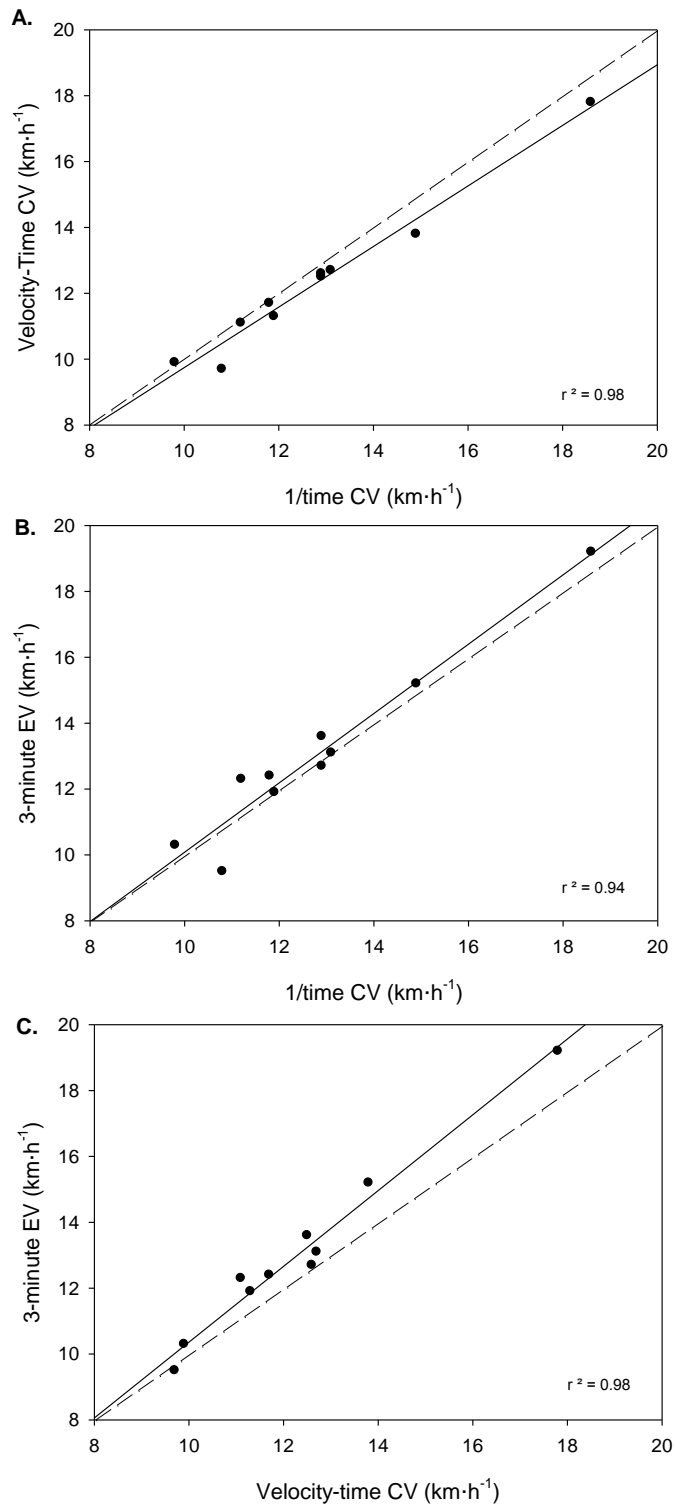 A.
20
18
16
14
12
10
8
Velocity-Time CV (km·h⁻¹)
r ² = 0.98
8 10 12 14 16 18 20
1/time CV (km·h⁻¹)
B.
20
18
16
14
12
10
8
3-minute EV (km·h⁻¹)
r ² = 0.94
8 10 12 14 16 18 20
1/time CV (km·h⁻¹)
C.
20
18
16
14
12
10
8
3-minute EV (km·h⁻¹)
r ² = 0.98
8 10 12 14 16 18 20
Velocity-time CV (km·h⁻¹)